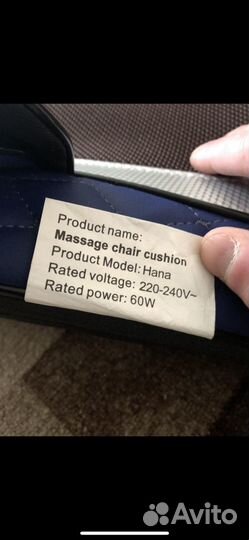 Product name:
Massage chair cushion
Product Model: Hana
Rated voltage: 220-240V~
Rated power: 60W
Avito